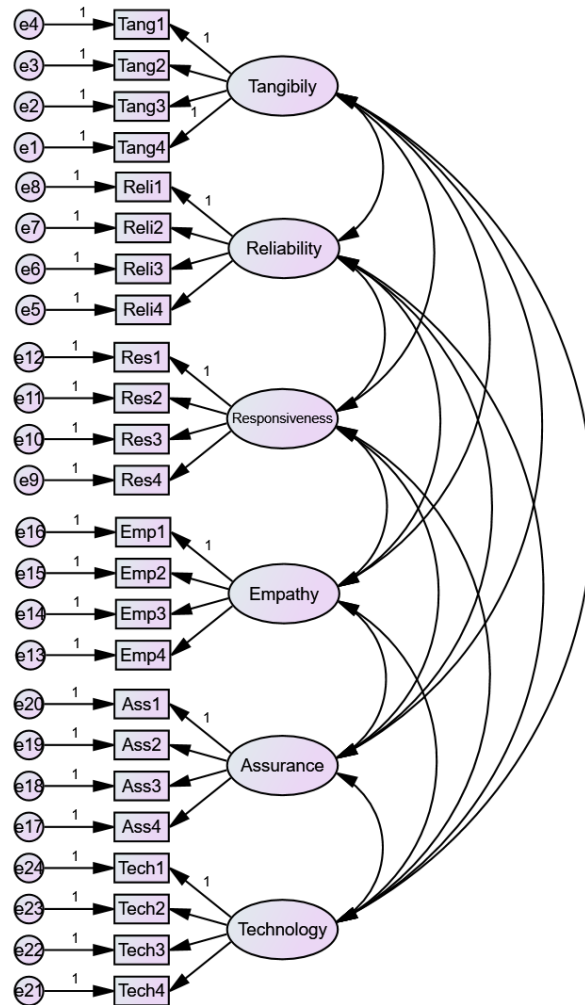 e4 1 Tang1 1
e3 1 Tang2
Tangibily
e2 1 Tang3
1
e1 1 Tang4
e8 1 Reli1 1
e7 1 Reli2
Reliability
e6 1 Reli3
e5 1 Reli4
e12 1 Res1 1
e11 1 Res2
Responsiveness
e10 1 Res3
e9 1 Res4
e16 1 Emp1 1
e15 1 Emp2
Empathy
e14 1 Emp3
e13 1 Emp4
e20 1 Ass1 1
e19 1 Ass2
Assurance
e18 1 Ass3
e17 1 Ass4
e24 1 Tech1 1
e23 1 Tech2
Technology
e22 1 Tech3
e21 1 Tech4